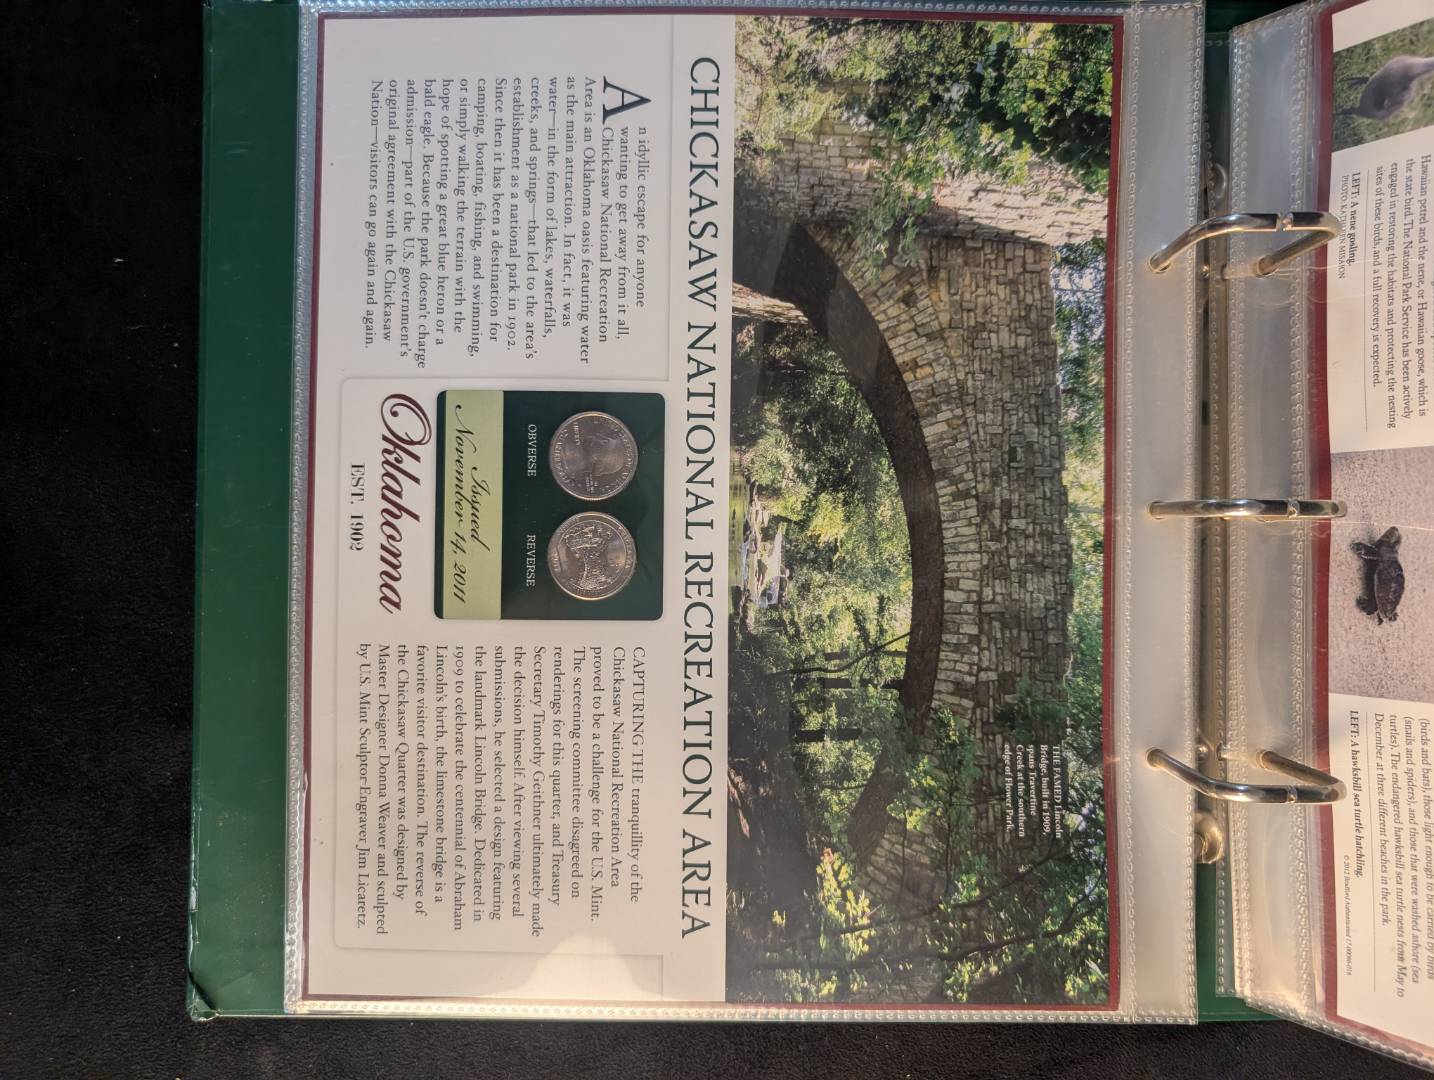 Hawaiian petrel and the nene, or Hawaiian goose, which is
the state bird. The National Park Service has been actively
engaged in restoring the habitats and protecting the nesting
sites of these birds, and a full recovery is expected.
LEFT: A nene gosling.
(birds and bats), those light enough to be carried by birds
(snails and spiders), and those that were washed ashore (sea
turtles). The endangered hawksbill sea turtle nests from May to
December at three different beaches in the park.
LEFT: A hawksbill sea turtle hatchling.
THE FAMED Lincoln
Bridge, built in 1909,
spans Travertine
Creek at the southern
edge of Flower Park.
CHICKASAW NATIONAL RECREATION AREA
An idyllic escape for anyone
wanting to get away from it all,
Chickasaw National Recreation
Area is an Oklahoma oasis featuring water
as the main attraction. In fact, it was
water—in the form of lakes, waterfalls,
creeks, and springs—that led to the area's
establishment as a national park in 1902.
Since then it has been a destination for
camping, boating, fishing, and swimming,
or simply walking the terrain with the
hope of spotting a great blue heron or a
bald eagle. Because the park doesn't charge
admission—part of the U.S. government's
original agreement with the Chickasaw
Nation—visitors can go again and again.
OBVERSE
REVERSE
Issued
November 14, 2011
Oklahoma
EST. 1902
CAPTURING THE tranquillity of the
Chickasaw National Recreation Area
proved to be a challenge for the U.S. Mint.
The screening committee disagreed on
renderings for this quarter, and Treasury
Secretary Timothy Geithner ultimately made
the decision himself. After viewing several
submissions, he selected a design featuring
the landmark Lincoln Bridge. Dedicated in
1909 to celebrate the centennial of Abraham
Lincoln's birth, the limestone bridge is a
favorite visitor destination. The reverse of
the Chickasaw Quarter was designed by
Master Designer Donna Weaver and sculpted
by U.S. Mint Sculptor-Engraver Jim Licaretz.